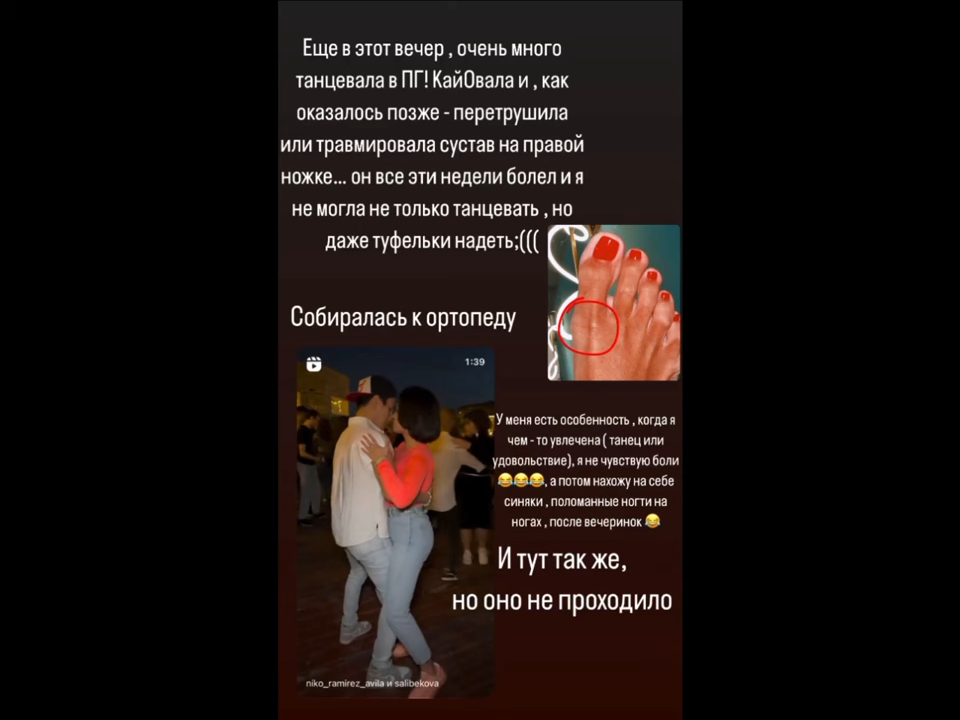 Еще в этот вечер , очень много
танцевала в ПГ! КайОвала и , как
оказалось позже - перетрушила
или травмировала сустав на правой
ножке... он все эти недели болел и я
не могла не только танцевать , но
даже туфельки надеть;(((
Собиралась к ортопеду
1:39
У меня есть особенность , когда я
чем - то увлечена ( танец или
удовольствие), я не чувствую боли
😂😂😂, а потом нахожу на себе
синяки , поломанные ногти на
ногах , после вечеринок 😂
И тут так же,
но оно не проходило
niko_ramirez_avila и salibekova